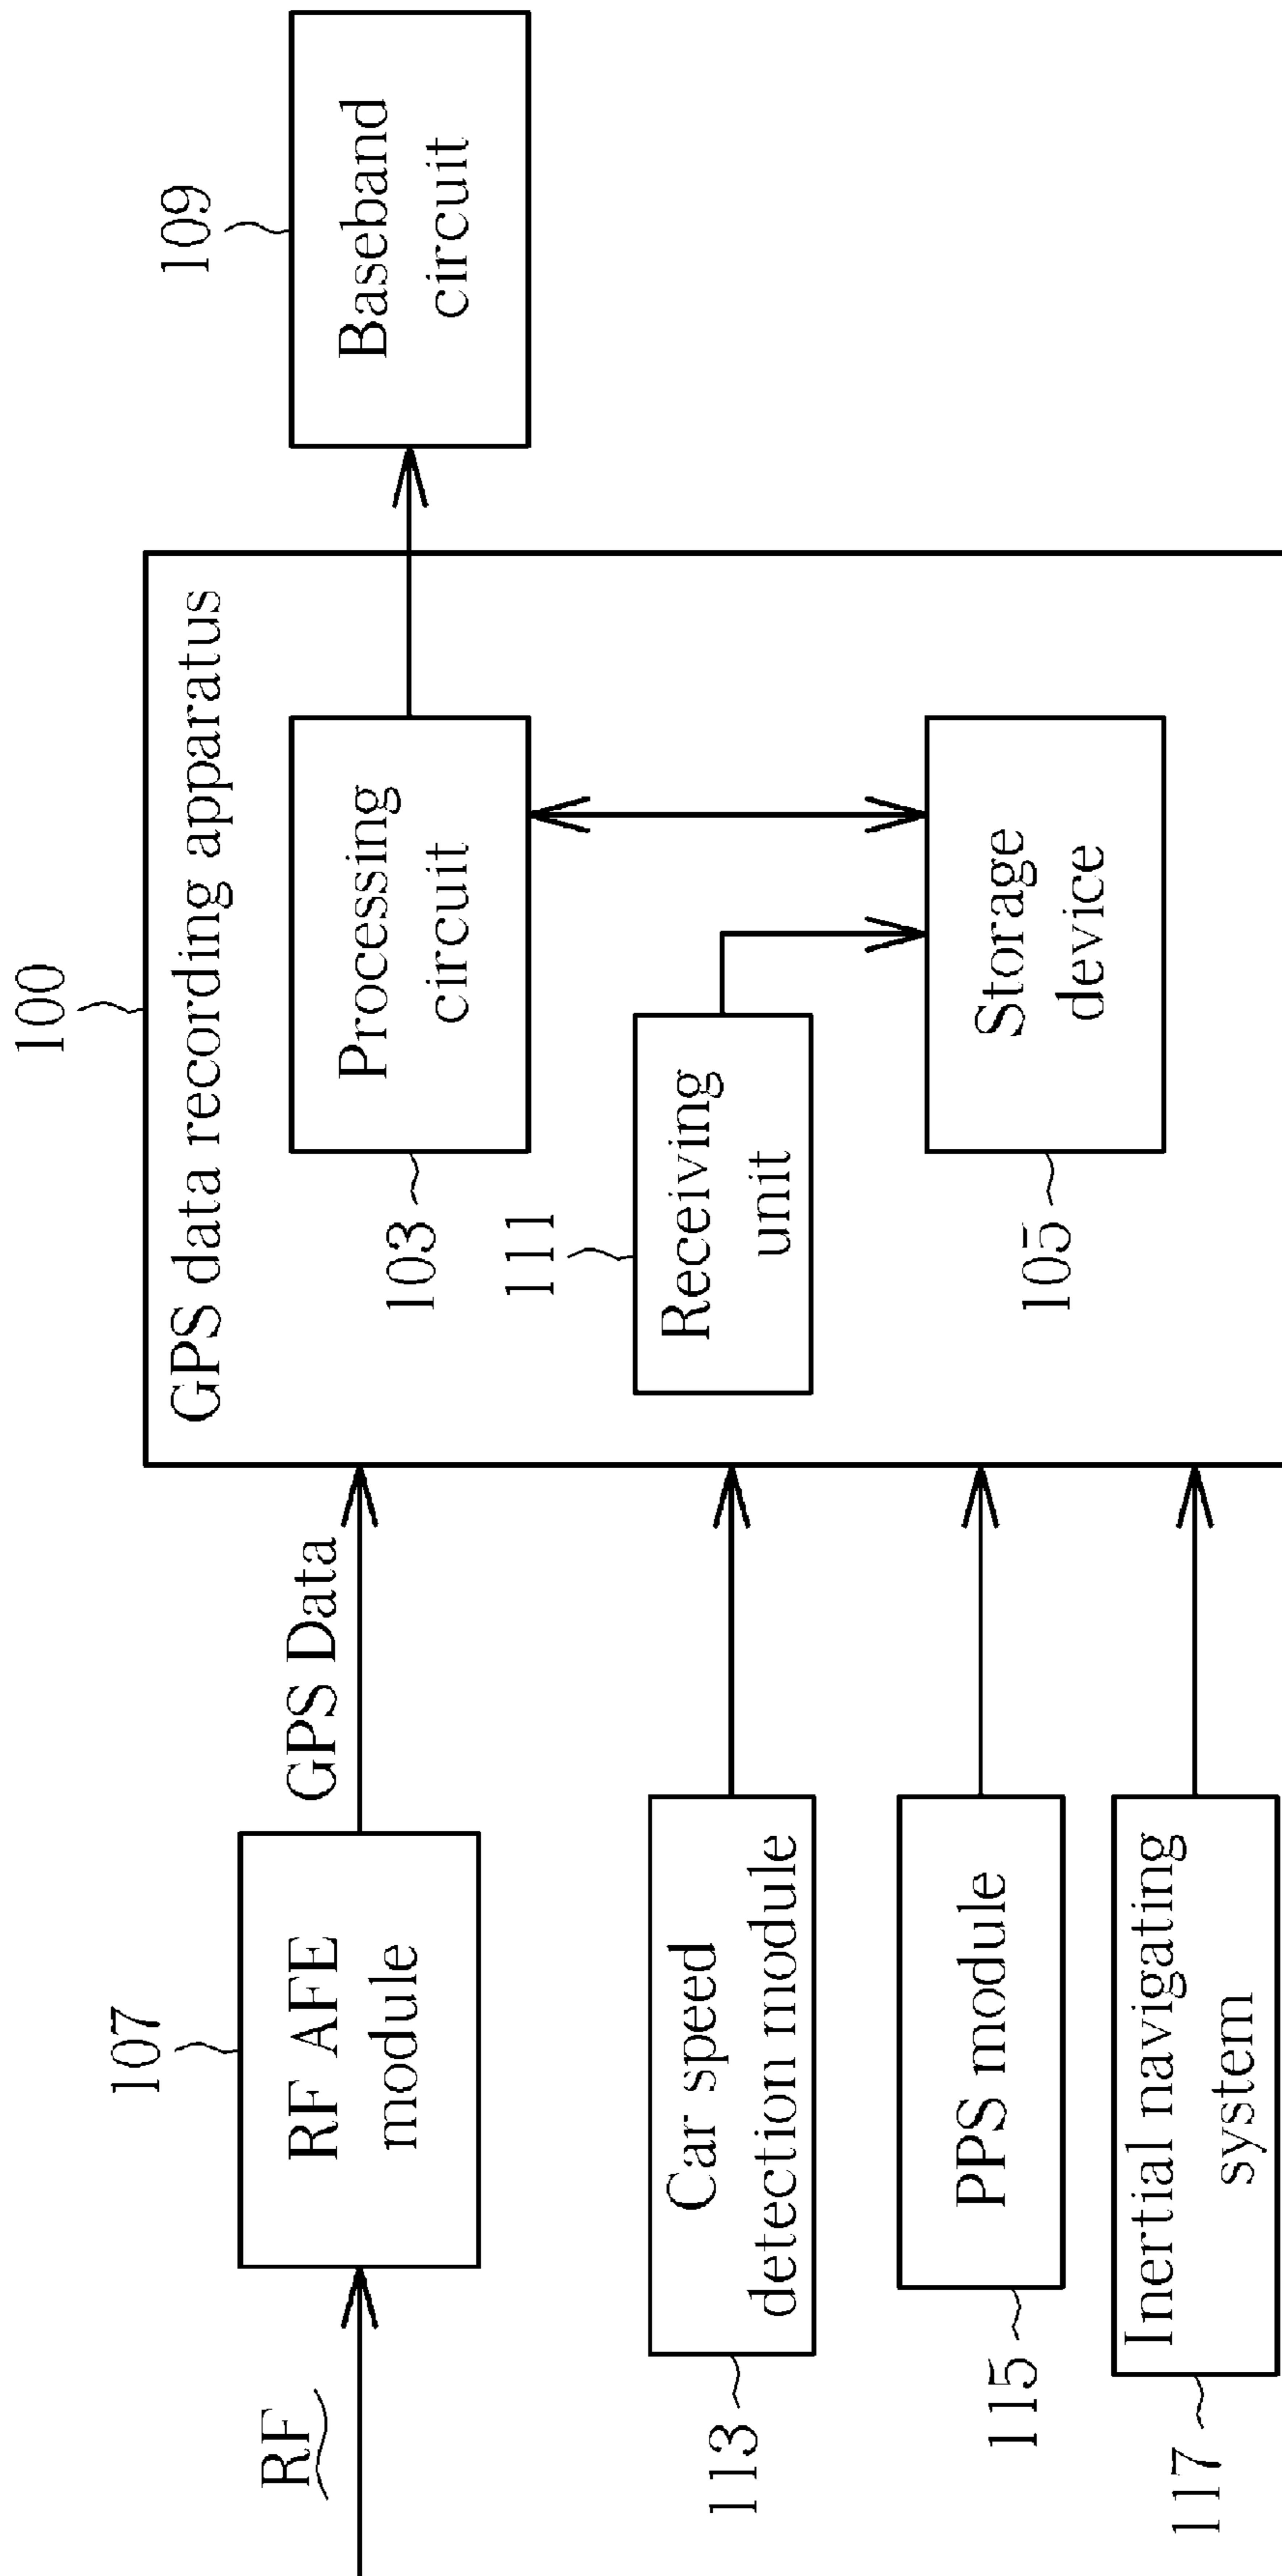 100
109
107
GPS data recording apparatus
RF
RF AFE
module
GPS Data
Processing
circuit
Baseband
circuit
103
111
Receiving
unit
113
Car speed
detection module
Storage
device
105
115
PPS module
117
Inertial navigating
system